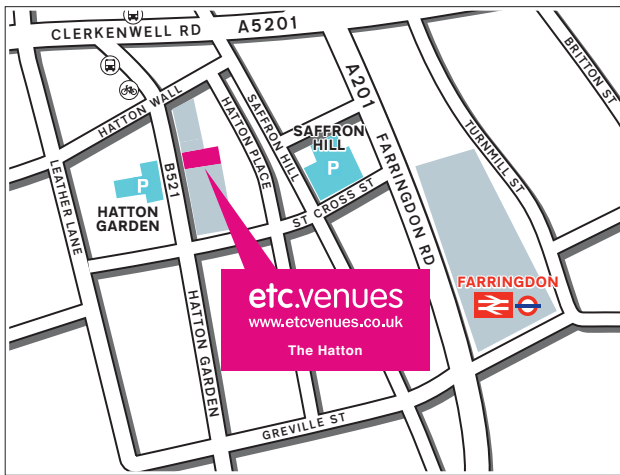 CLERKENWELL RD
A5201
BRITTON ST
HATTON WALL
A201
SAFFRON HILL
HATTON PLACE
SAFFRON
HILL
P
TURNMILL ST
FARRINGDON RD
LEATHER LANE
B521
P
HATTON
GARDEN
ST CROSS ST
FARRINGDON
etc.venues
www.etcvenues.co.uk
The Hatton
HATTON GARDEN
GREVILLE ST